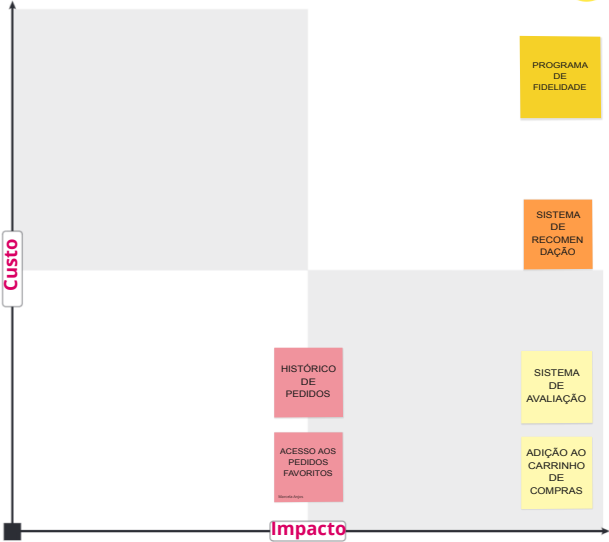 PROGRAMA
DE
FIDELIDADE
SISTEMA
DE
RECOMEN
DAÇÃO
Custo
HISTÓRICO
DE
PEDIDOS
SISTEMA
DE
AVALIAÇÃO
ACESSO AOS
PEDIDOS
FAVORITOS
ADIÇÃO AO
CARRINHO
DE
COMPRAS
Impacto